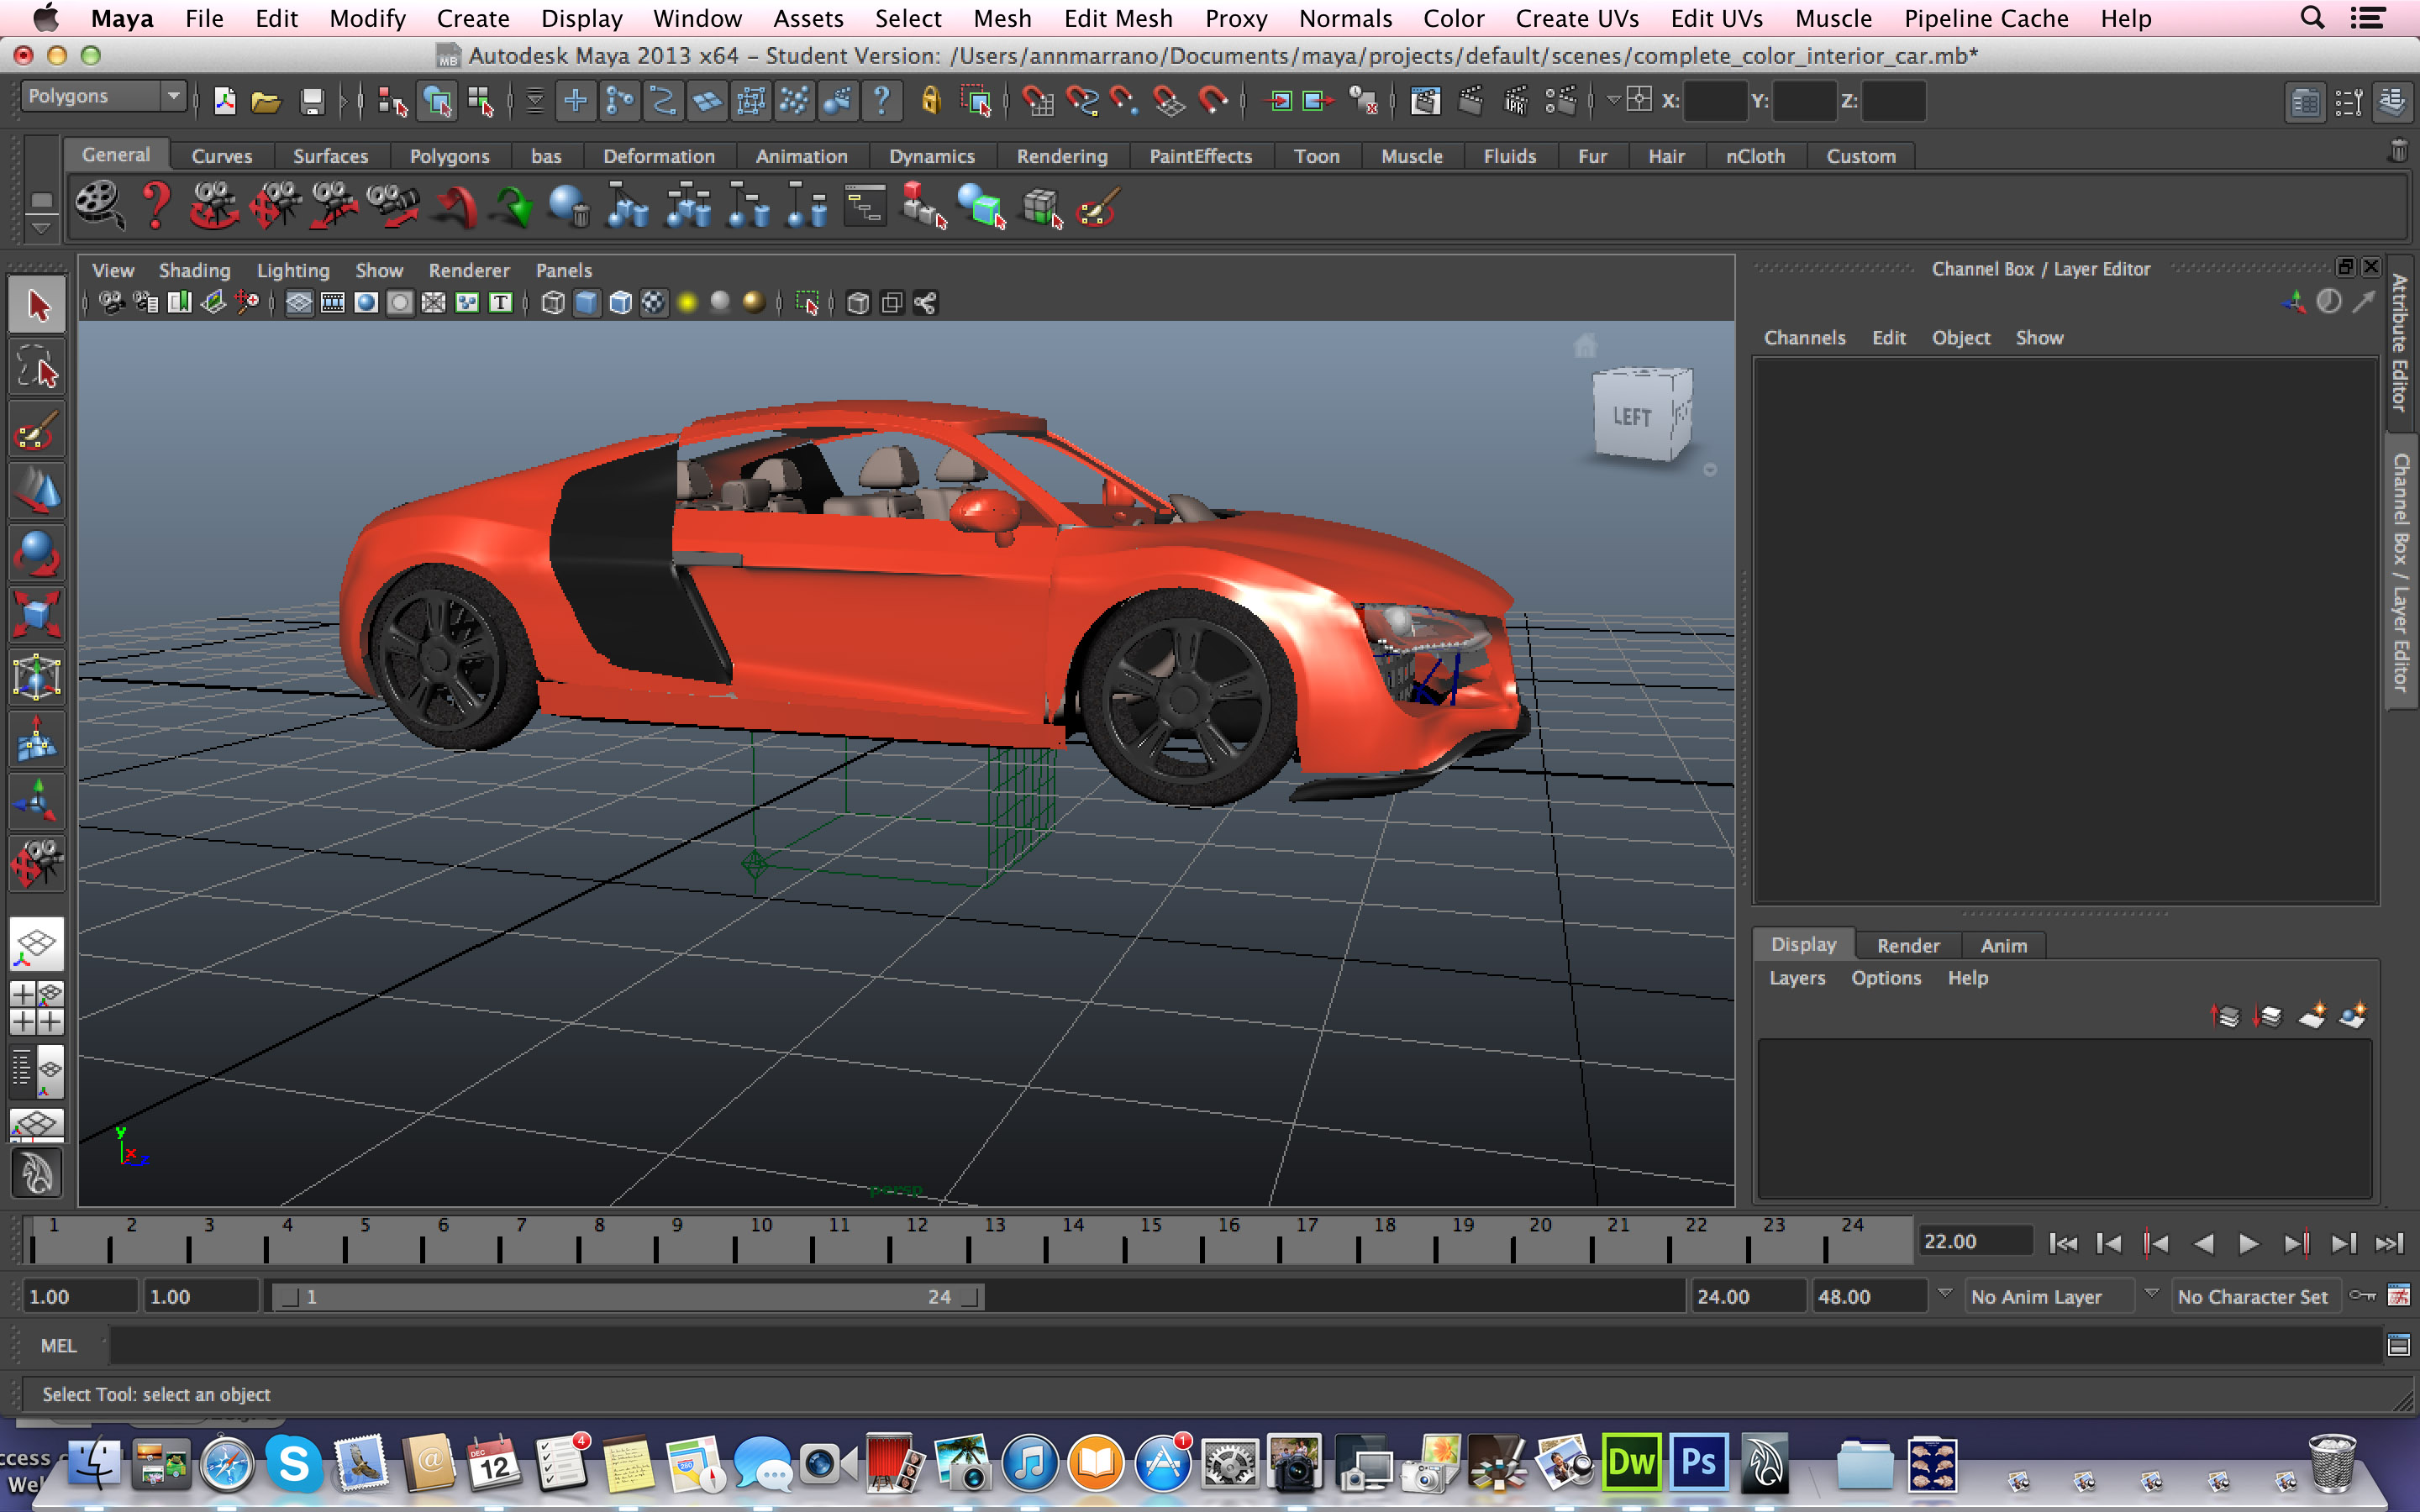 Maya File Edit Modify Create Display Window Assets Select Mesh Edit Mesh Proxy Normals Color Create UVs Edit UVs Muscle Pipeline Cache Help
MB Autodesk Maya 2013 x64 – Student Version: /Users/annmarrano/Documents/maya/projects/default/scenes/complete_color_interior_car.mb*
Polygons ? IPR X: Y: Z:
General Curves Surfaces Polygons bas Deformation Animation Dynamics Rendering PaintEffects Toon Muscle Fluids Fur Hair nCloth Custom
?
View Shading Lighting Show Renderer Panels
T
Channel Box / Layer Editor
Channels Edit Object Show
Attribute Editor
Channel Box / Layer Editor
LEFT
y
x
z
persp
Display Render Anim
Layers Options Help
1 2 3 4 5 6 7 8 9 10 11 12 13 14 15 16 17 18 19 20 21 22 23 24 22.00
1.00 1.00 1 24 24.00 48.00 No Anim Layer No Character Set
MEL
Select Tool: select an object
ccess
We
S @ DEC 12 4 1 Dw Ps